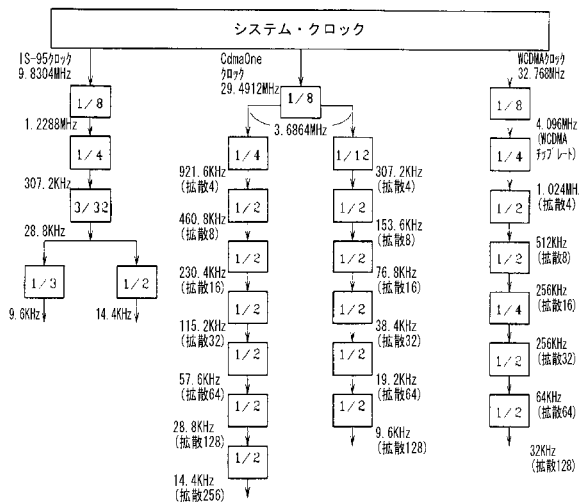 システム・クロック
IS-95クロック
9.8304MHz
1/8
1.2288MHz
1/4
307.2KHz
3/32
28.8KHz
1/3
1/2
9.6KHz
14.4KHz
CdmaOne
クロック
29.4912MHz
1/8
3.6864MHz
1/4
921.6KHz
(拡散4)
1/2
460.8KHz
(拡散8)
1/2
230.4KHz
(拡散16)
1/2
115.2KHz
(拡散32)
1/2
57.6KHz
(拡散64)
1/2
28.8KHz
(拡散128)
1/2
14.4KHz
(拡散256)
1/12
307.2KHz
(拡散4)
1/2
153.6KHz
(拡散8)
1/2
76.8KHz
(拡散16)
1/2
38.4KHz
(拡散32)
1/2
19.2KHz
(拡散64)
1/2
9.6KHz
(拡散128)
WCDMAクロック
32.768MHz
1/8
4.096MHz
(WCDMA
チップレート)
1/4
1.024MH
(拡散4)
1/2
512KHz
(拡散8)
1/2
256KHz
(拡散16)
1/4
256KHz
(拡散32)
1/2
64KHz
(拡散64)
1/2
32KHz
(拡散128)